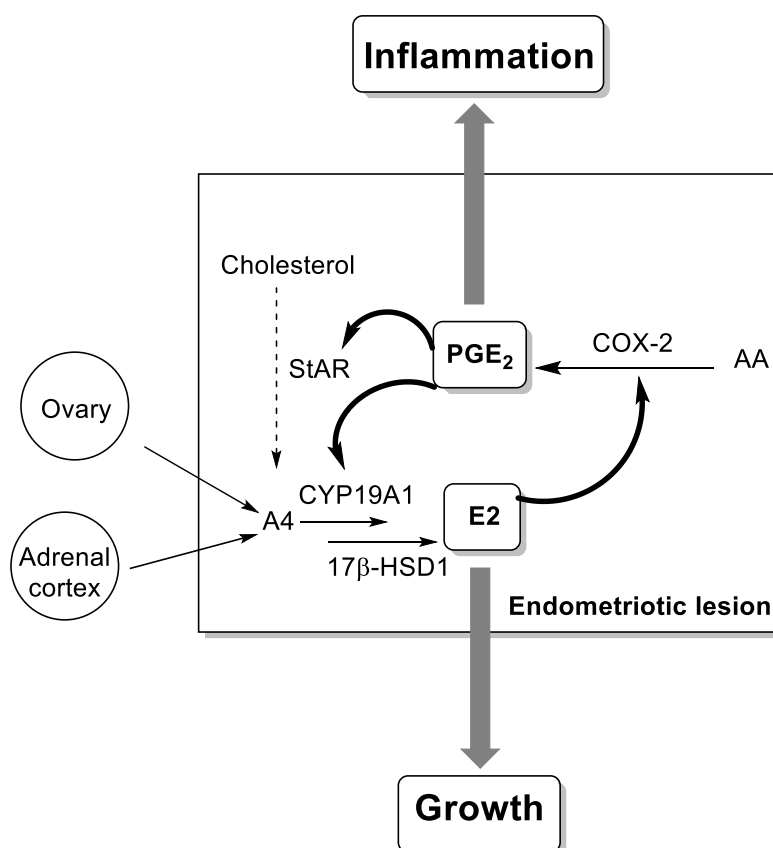 Inflammation
Cholesterol
StAR
PGE₂
COX-2
AA
Ovary
CYP19A1
A4
E2
17β-HSD1
Adrenal
cortex
Endometriotic lesion
Growth